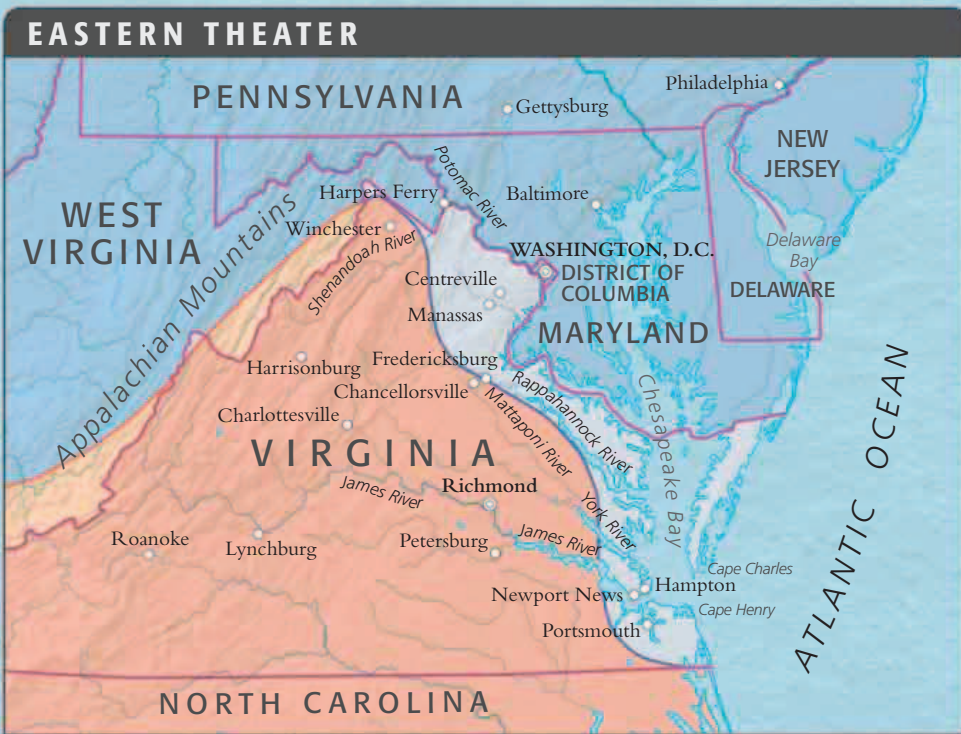 EASTERN THEATER
PENNSYLVANIA
Gettysburg
Philadelphia
NEW
JERSEY
WEST
VIRGINIA
Harpers Ferry
Potomac River
Baltimore
Winchester
Shenandoah River
Appalachian Mountains
WASHINGTON, D.C.
DISTRICT OF
COLUMBIA
Delaware
Bay
DELAWARE
Centreville
Manassas
MARYLAND
Harrisonburg
Fredericksburg
Chancellorsville
Charlottesville
Rappahannock River
Mattaponi River
Chesapeake Bay
VIRGINIA
James River
Richmond
York River
ATLANTIC OCEAN
Roanoke
Lynchburg
Petersburg
James River
Cape Charles
Newport News
Hampton
Cape Henry
Portsmouth
NORTH CAROLINA